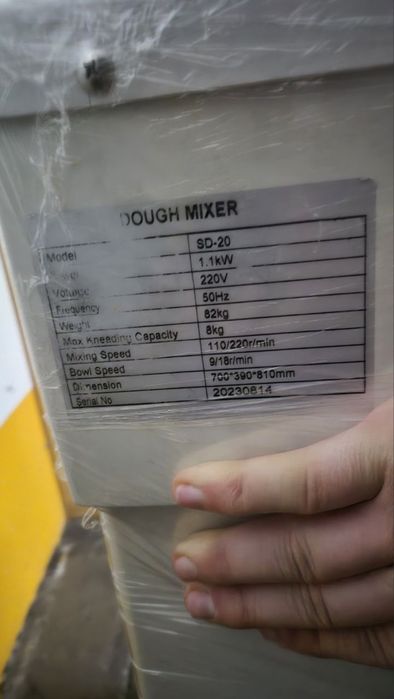 DOUGH MIXER
Model SD-20
Power 1.1kW
Voltage 220V
Frequency 50Hz
Weight 82kg
Max Kneading Capacity 8kg
Mixing Speed 110/220r/min
Bowl Speed 9/18r/min
Dimension 700*390*810mm
Serial No 20230814